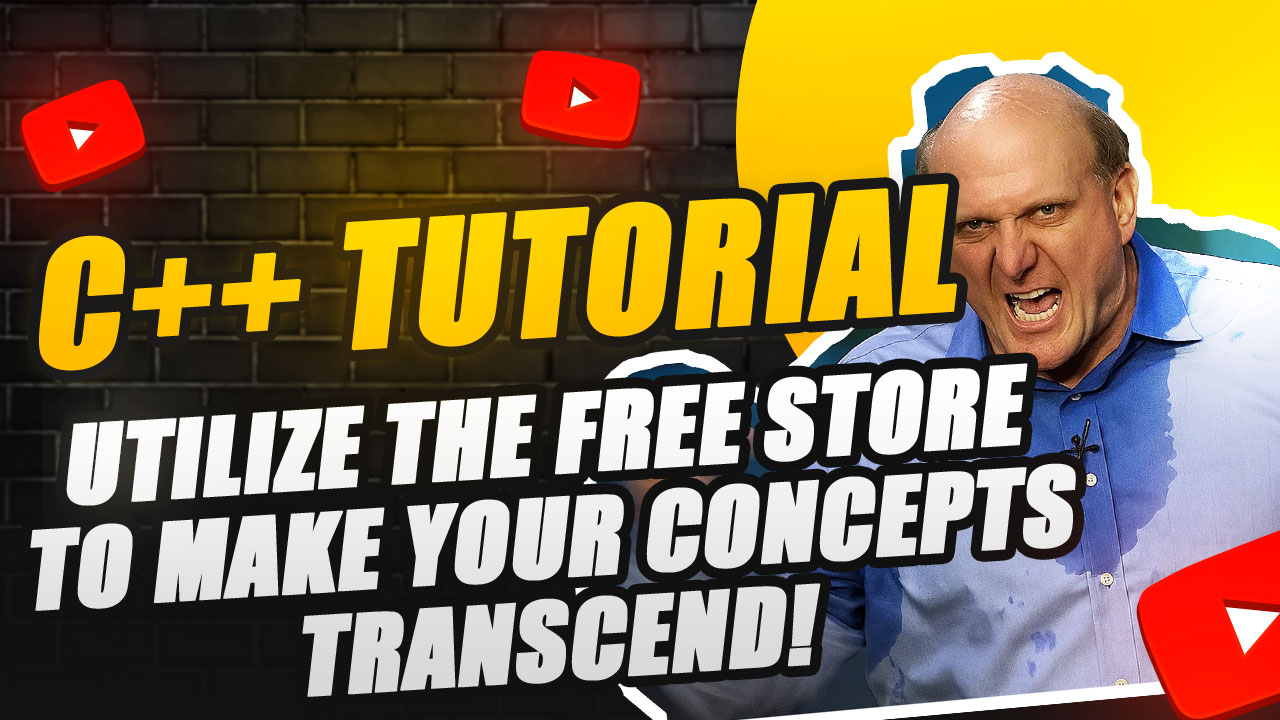 C++ TUTORIAL
UTILIZE THE FREE STORE
TO MAKE YOUR CONCEPTS
TRANSCEND!